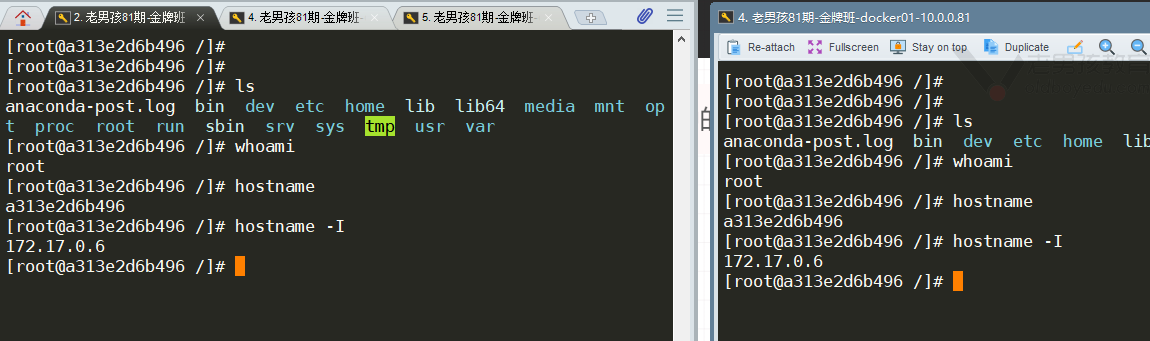 2. 老男孩81期-金牌班
4. 老男孩81期-金牌班
5. 老男孩81期-金牌班
[root@a313e2d6b496 /]#
[root@a313e2d6b496 /]#
[root@a313e2d6b496 /]# ls
anaconda-post.log bin dev etc home lib lib64 media mnt op
t proc root run sbin srv sys tmp usr var
[root@a313e2d6b496 /]# whoami
root
[root@a313e2d6b496 /]# hostname
a313e2d6b496
[root@a313e2d6b496 /]# hostname -I
172.17.0.6
[root@a313e2d6b496 /]#
4. 老男孩81期-金牌班-docker01-10.0.0.81
Re-attach Fullscreen Stay on top Duplicate
老男孩教育
[root@a313e2d6b496 /]#
[root@a313e2d6b496 /]#
[root@a313e2d6b496 /]# ls
anaconda-post.log bin dev etc home lib
[root@a313e2d6b496 /]# whoami
root
[root@a313e2d6b496 /]# hostname
a313e2d6b496
[root@a313e2d6b496 /]# hostname -I
172.17.0.6
[root@a313e2d6b496 /]#